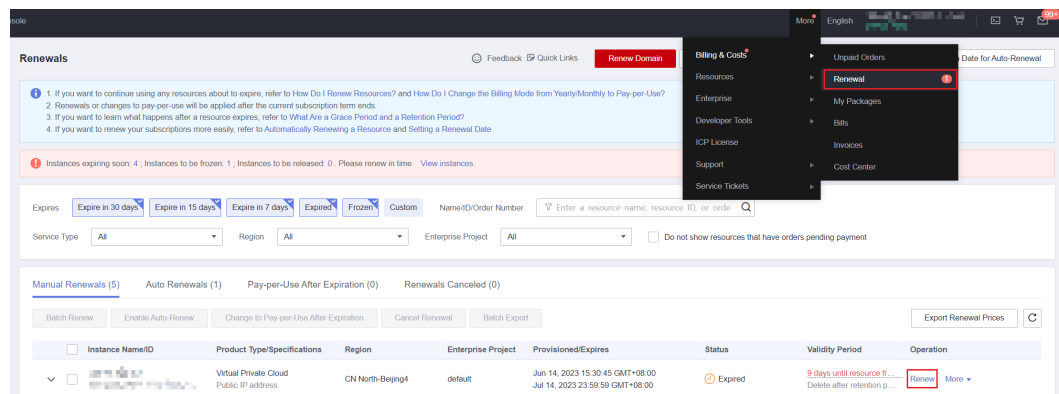 nsole
More
English
99+
Renewals
Feedback
Quick Links
Renew Domain
n Date for Auto-Renewal
Billing & Costs
Resources
Enterprise
Developer Tools
ICP License
Support
Service Tickets
Unpaid Orders
Renewal 1
My Packages
Bills
Invoices
Cost Center
1. If you want to continue using any resources about to expire, refer to How Do I Renew Resources? and How Do I Change the Billing Mode from Yearly/Monthly to Pay-per-Use?
2. Renewals or changes to pay-per-use will be applied after the current subscription term ends.
3. If you want to learn what happens after a resource expires, refer to What Are a Grace Period and a Retention Period?
4. If you want to renew your subscriptions more easily, refer to Automatically Renewing a Resource and Setting a Renewal Date
Instances expiring soon: 4 ; Instances to be frozen: 1 ; Instances to be released: 0 . Please renew in time. View instances.
Expires
Expire in 30 days
Expire in 15 days
Expire in 7 days
Expired
Frozen
Custom
Name/ID/Order Number
Enter a resource name, resource ID, or orde
Service Type
All
Region
All
Enterprise Project
All
Do not show resources that have orders pending payment
Manual Renewals (5)
Auto Renewals (1)
Pay-per-Use After Expiration (0)
Renewals Canceled (0)
Batch Renew
Enable Auto-Renew
Change to Pay-per-Use After Expiration
Cancel Renewal
Batch Export
Export Renewal Prices
Instance Name/ID
Product Type/Specifications
Region
Enterprise Project
Provisioned/Expires
Status
Validity Period
Operation
Virtual Private Cloud
Public IP address
CN North-Beijing4
default
Jun 14, 2023 15:30:45 GMT+08:00
Jul 14, 2023 23:59:59 GMT+08:00
Expired
9 days until resource fr...
Delete after retention p...
Renew
More